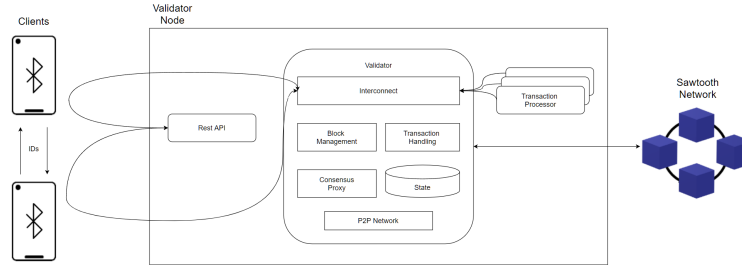 Clients
Validator
Node
Validator
Interconnect
Transaction
Processor
Sawtooth
Network
Rest API
IDs
Block
Management
Transaction
Handling
Consensus
Proxy
State
P2P Network